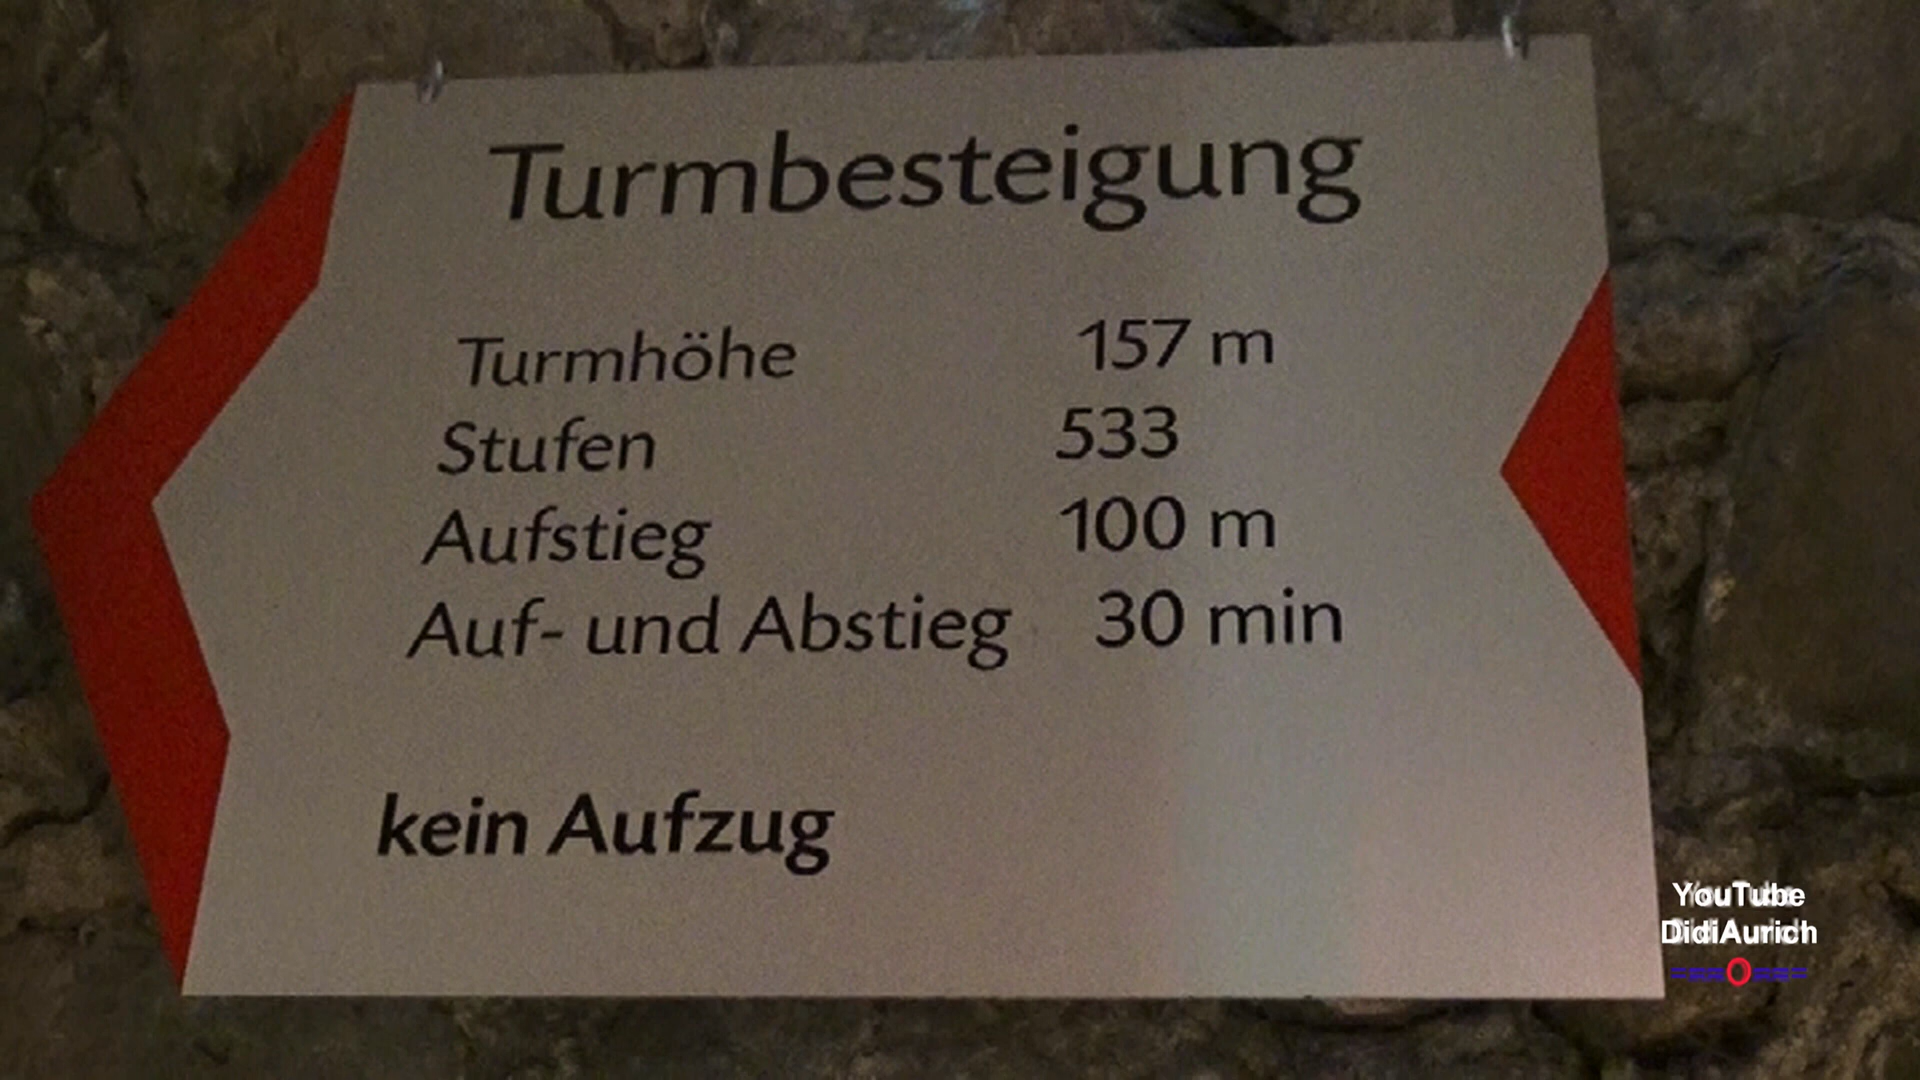 Turmbesteigung
Turmhöhe 157 m
Stufen 533
Aufstieg 100 m
Auf- und Abstieg 30 min
kein Aufzug
YouTube
DidiAurich
===O===